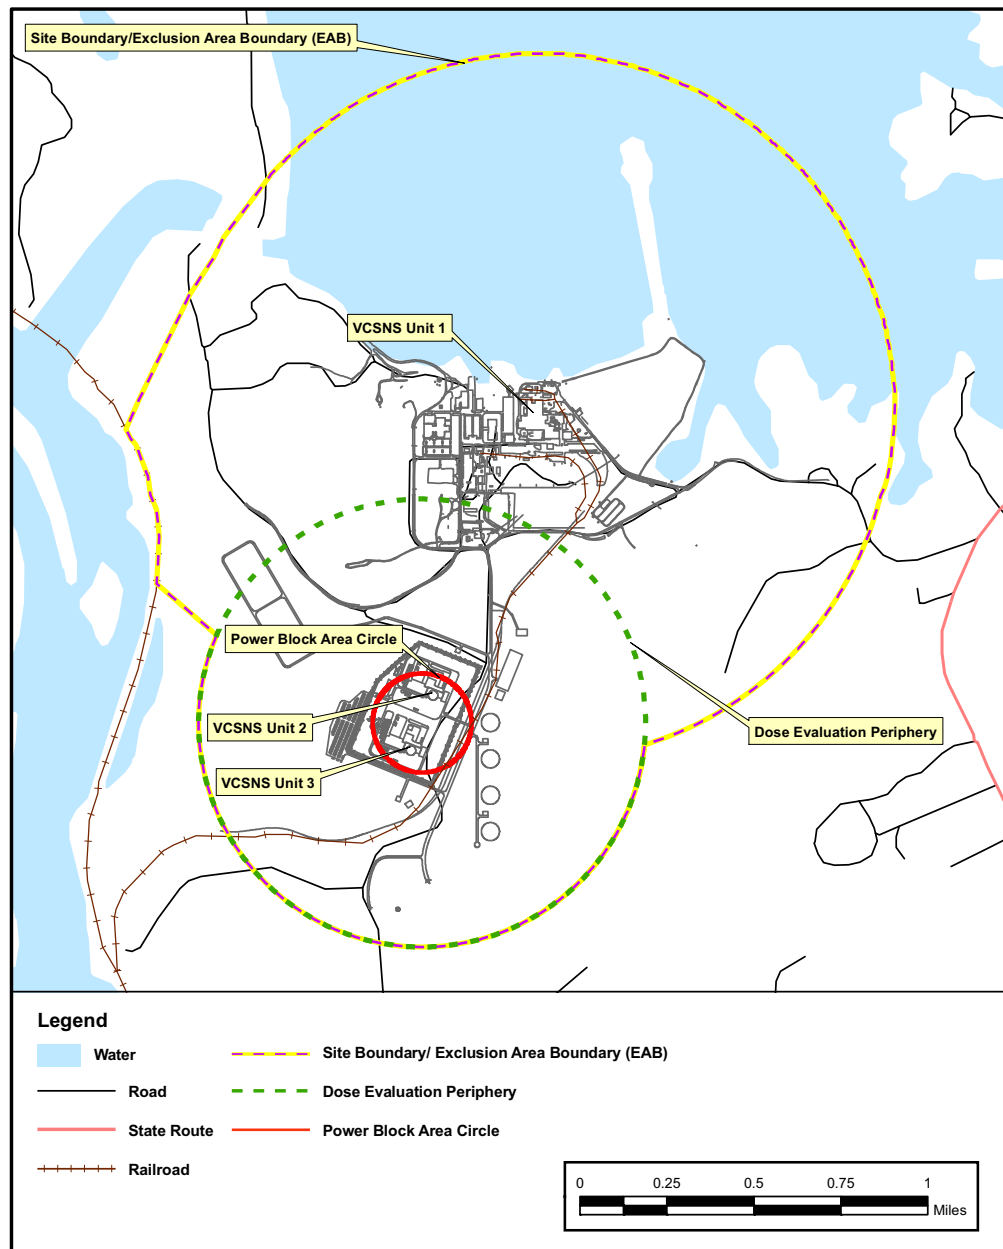 Site Boundary/Exclusion Area Boundary (EAB)
VCSNS Unit 1
Power Block Area Circle
VCSNS Unit 2
Dose Evaluation Periphery
VCSNS Unit 3
Legend
Water
Site Boundary/ Exclusion Area Boundary (EAB)
Road
Dose Evaluation Periphery
State Route
Power Block Area Circle
Railroad
0 0.25 0.5 0.75 1
Miles